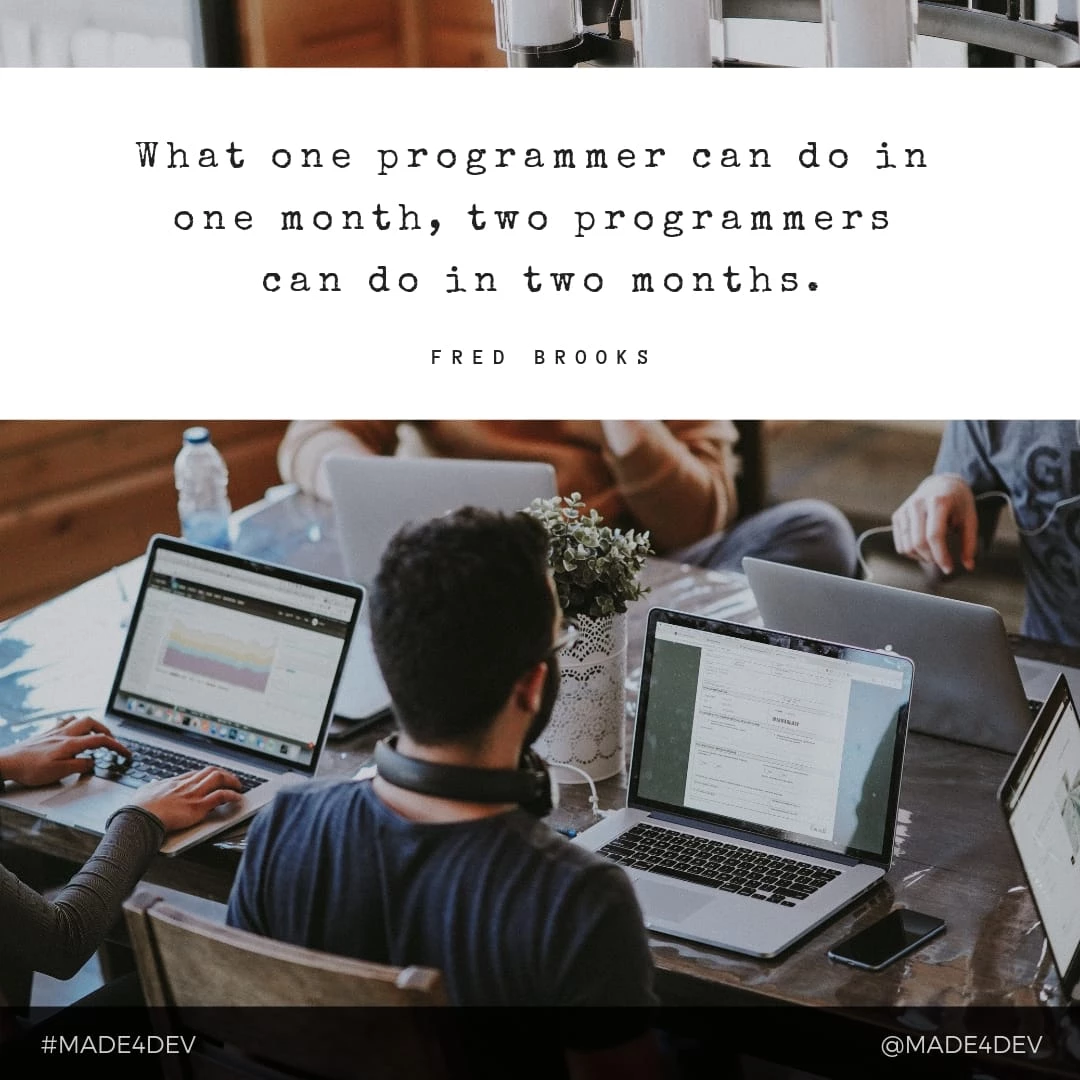 What one programmer can do in
one month, two programmers
can do in two months.
FRED BROOKS
#MADE4DEV
@MADE4DEV